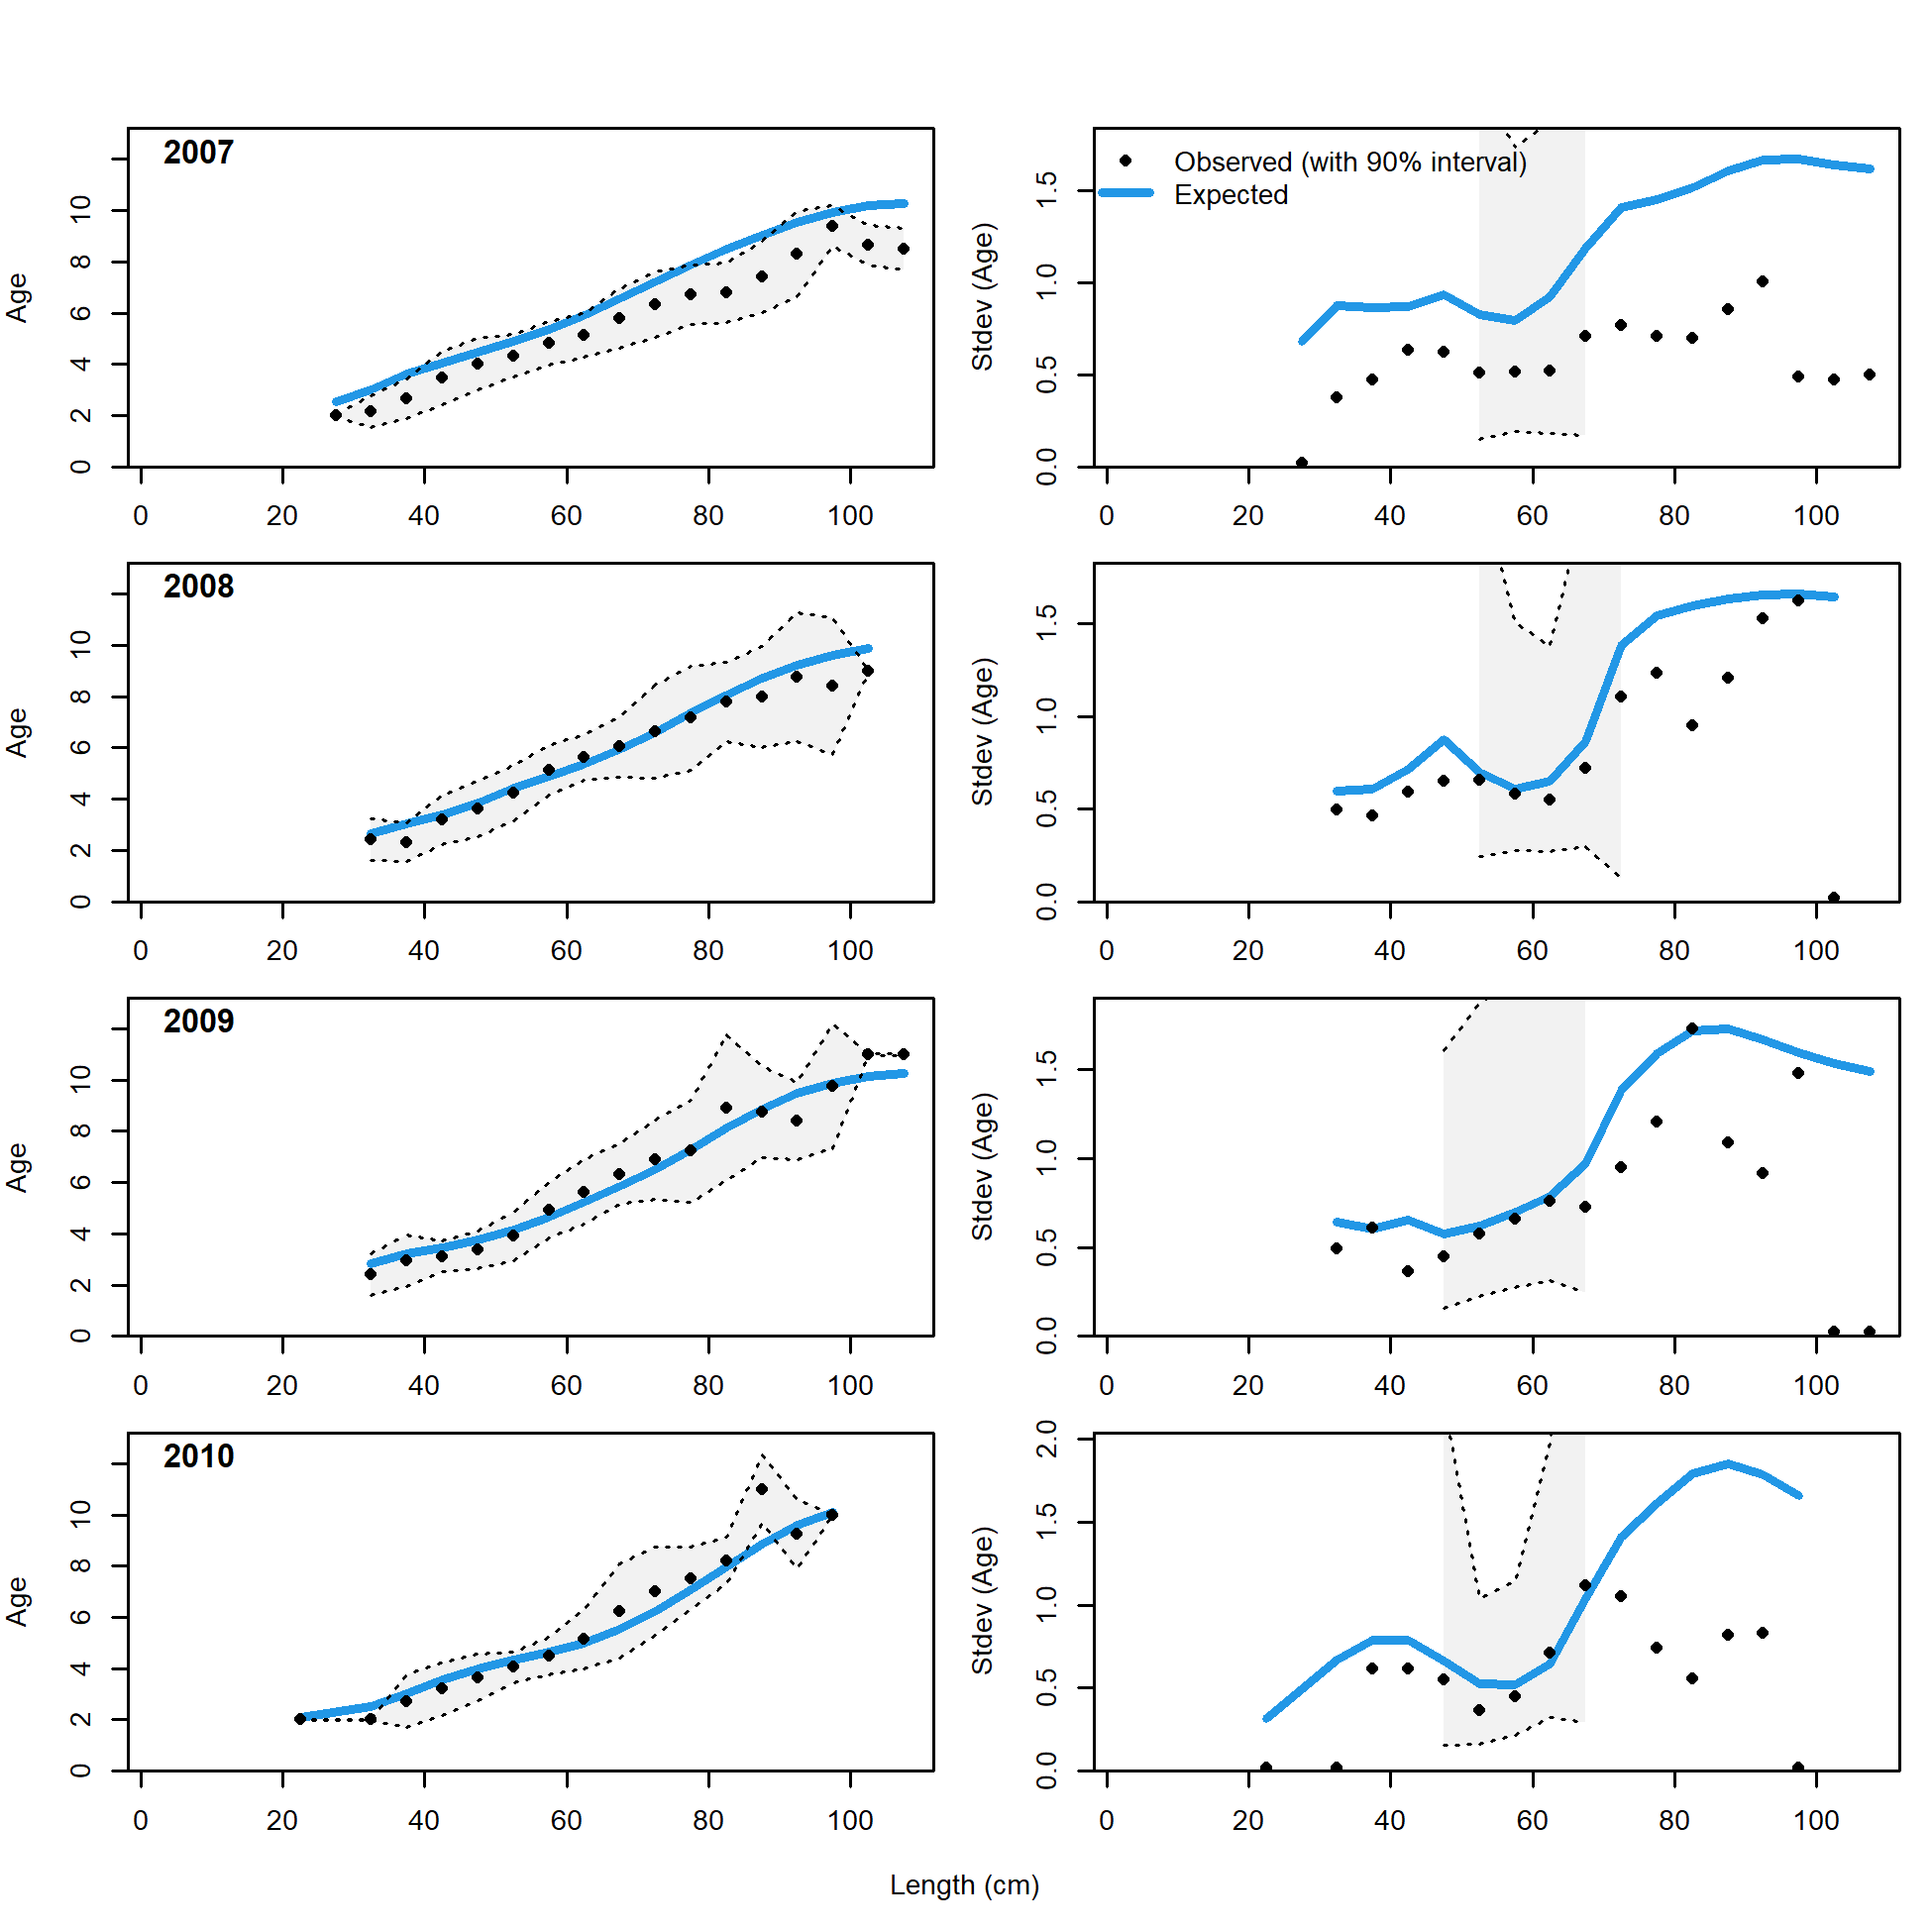 2007
Age
0 2 4 6 8 10
0 20 40 60 80 100
Observed (with 90% interval)
Expected
Stdev (Age)
0.0 0.5 1.0 1.5
0 20 40 60 80 100
2008
Age
0 2 4 6 8 10
0 20 40 60 80 100
Stdev (Age)
0.0 0.5 1.0 1.5
0 20 40 60 80 100
2009
Age
0 2 4 6 8 10
0 20 40 60 80 100
Stdev (Age)
0.0 0.5 1.0 1.5
0 20 40 60 80 100
2010
Age
0 2 4 6 8 10
0 20 40 60 80 100
Stdev (Age)
0.0 0.5 1.0 1.5 2.0
0 20 40 60 80 100
Length (cm)